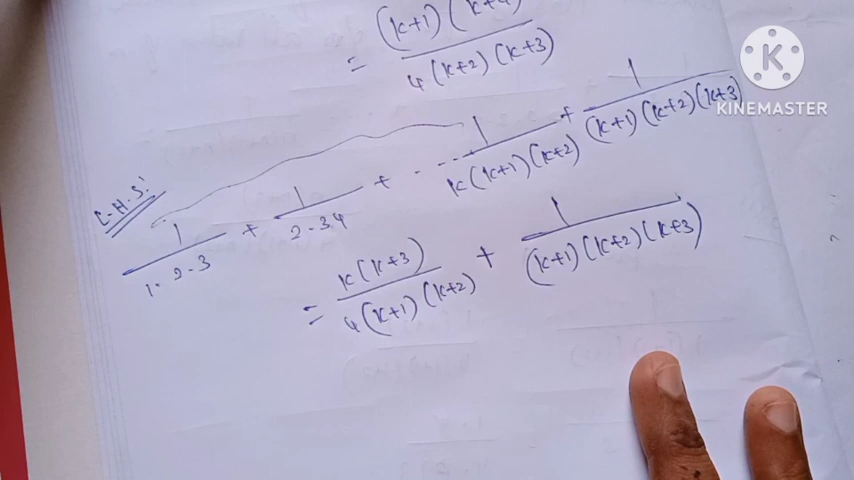 (k+1)(k+4)
= 4(k+2)(k+3)
K
KINEMASTER
L.H.S:
1/1.2.3 + 1/2.3.4 + ---- 1/k(k+1)(k+2) + 1/(k+1)(k+2)(k+3)
= k(k+3)/4(k+1)(k+2) + 1/(k+1)(k+2)(k+3)